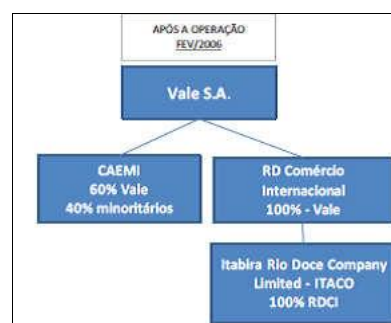 APÓS A OPERAÇÃO
FEV/2006
Vale S.A.
CAEMI
60% Vale
40% minoritários
RD Comércio
Internacional
100% - Vale
Itabira Rio Doce Company
Limited - ITACO
100% RDCI